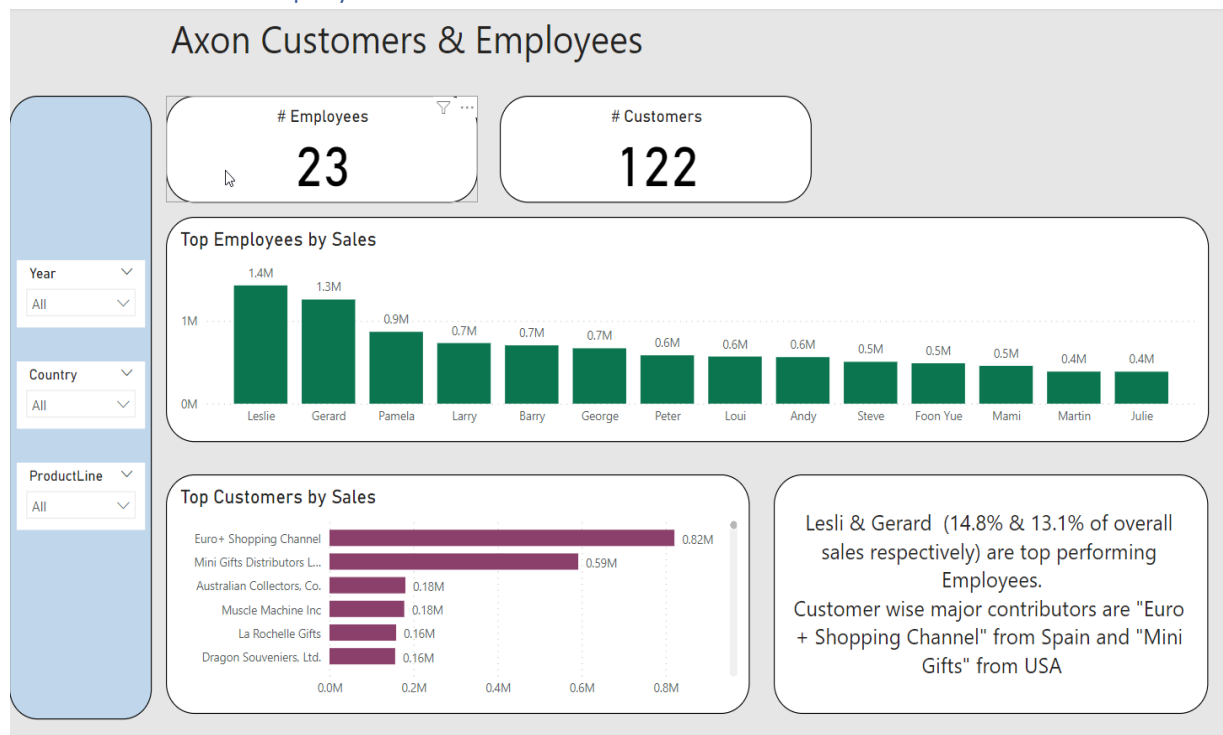 Axon Customers & Employees
# Employees
23
# Customers
122
Year
All
Country
All
ProductLine
All
Top Employees by Sales
1.4M
1.3M
0.9M
0.7M
0.7M
0.7M
0.6M
0.6M
0.6M
0.5M
0.5M
0.5M
0.4M
0.4M
1M
0M
Leslie Gerard Pamela Larry Barry George Peter Loui Andy Steve Foon Yue Mami Martin Julie
Top Customers by Sales
Euro+ Shopping Channel 0.82M
Mini Gifts Distributors L... 0.59M
Australian Collectors, Co. 0.18M
Muscle Machine Inc 0.18M
La Rochelle Gifts 0.16M
Dragon Souveniers, Ltd. 0.16M
0.0M 0.2M 0.4M 0.6M 0.8M
Lesli & Gerard (14.8% & 13.1% of overall
sales respectively) are top performing
Employees.
Customer wise major contributors are "Euro
+ Shopping Channel" from Spain and "Mini
Gifts" from USA